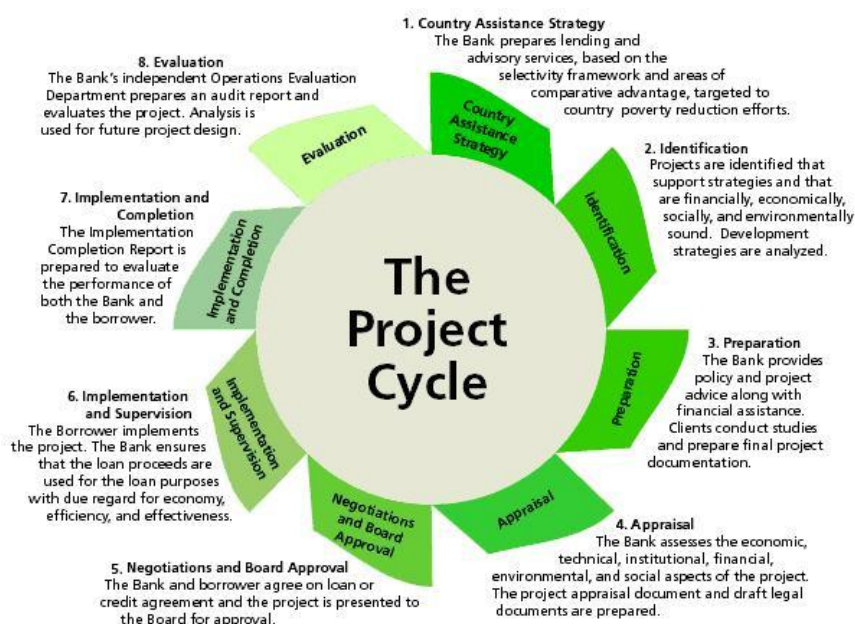 1. Country Assistance Strategy
The Bank prepares lending and
advisory services, based on the
selectivity framework and areas of
comparative advantage, targeted to
country poverty reduction efforts.
2. Identification
Projects are identified that
support strategies and that
are financially, economically,
socially, and environmentally
sound. Development
strategies are analyzed.
3. Preparation
The Bank provides
policy and project
advice along with
financial assistance.
Clients conduct studies
and prepare final project
documentation.
4. Appraisal
The Bank assesses the economic,
technical, institutional, financial,
environmental, and social aspects of the project.
The project appraisal document and draft legal
documents are prepared.
5. Negotiations and Board Approval
The Bank and borrower agree on loan or
credit agreement and the project is presented to
the Board for approval.
6. Implementation
and Supervision
The Borrower implements
the project. The Bank ensures
that the loan proceeds are
used for the loan purposes
with due regard for economy,
efficiency, and effectiveness.
7. Implementation and
Completion
The Implementation
Completion Report is
prepared to evaluate
the performance of
both the Bank and
the borrower.
8. Evaluation
The Bank's independent Operations Evaluation
Department prepares an audit report and
evaluates the project. Analysis is
used for future project design.
Country
Assistance
Strategy
Identification
Preparation
Appraisal
Negotiations
and Board
Approval
Implementation
and Supervision
Implementation
and Completion
Evaluation
The
Project
Cycle